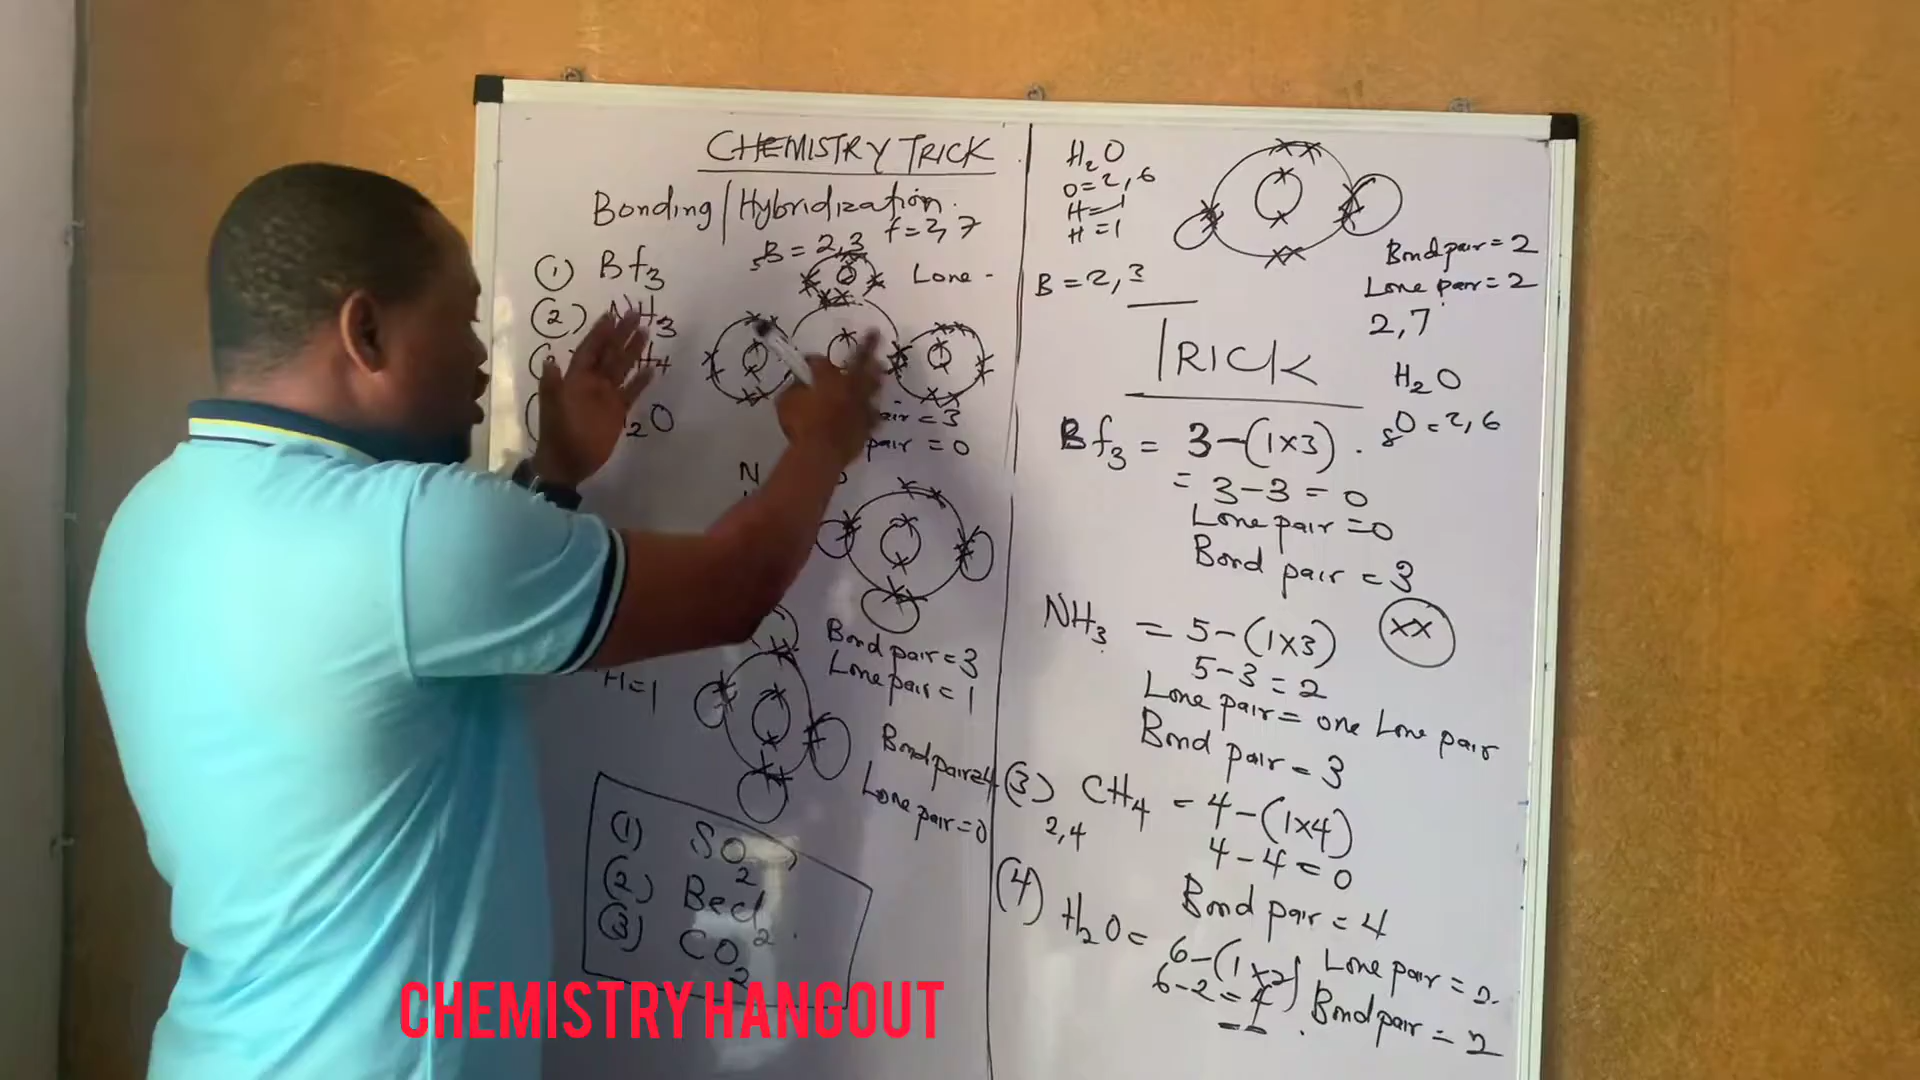 CHEMISTRY TRICK
Bonding/Hybridization.
f=2,7
5B = 2,3
(1) Bf3
Lone -
(2) NH3
H4
H2O
air = 3
pair = 0
N
Bond pair = 3
Lone pair = 1
H=1
Bond pair=4
Lone pair=0
(1) SO2
(2) Becl2.
(3) CO2
H2O
O=2,6
H=1
H=1
B = 2,3
Bond pair = 2
Lone pair = 2
2,7
TRICK
H2O
8O = 2,6
Bf3 = 3-(1x3).
= 3-3 = 0
Lone pair =0
Bond pair = 3
NH3 = 5-(1x3)
xx
5-3=2
Lone pair= one Lone pair
Bond pair = 3
(3) CH4 = 4-(1x4)
2,4
4-4=0
Bond pair = 4
(4) H2O= 6-(1x2)
6-2=4
Lone pair = 2.
Bond pair = 2
CHEMISTRY HANGOUT